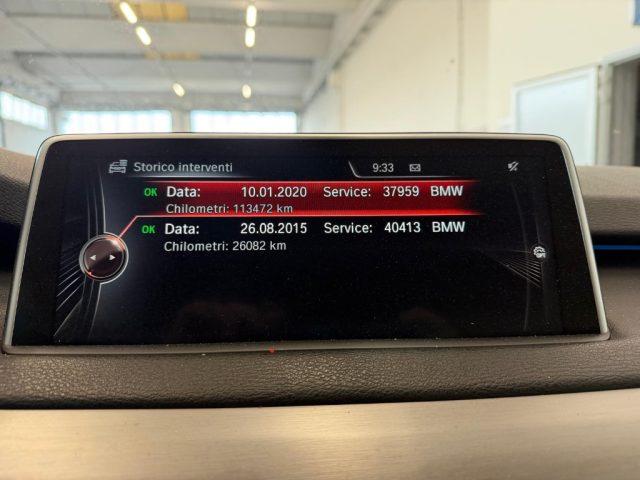 Storico interventi 9:33
OK Data: 10.01.2020 Service: 37959 BMW
Chilometri: 113472 km
OK Data: 26.08.2015 Service: 40413 BMW
Chilometri: 26082 km